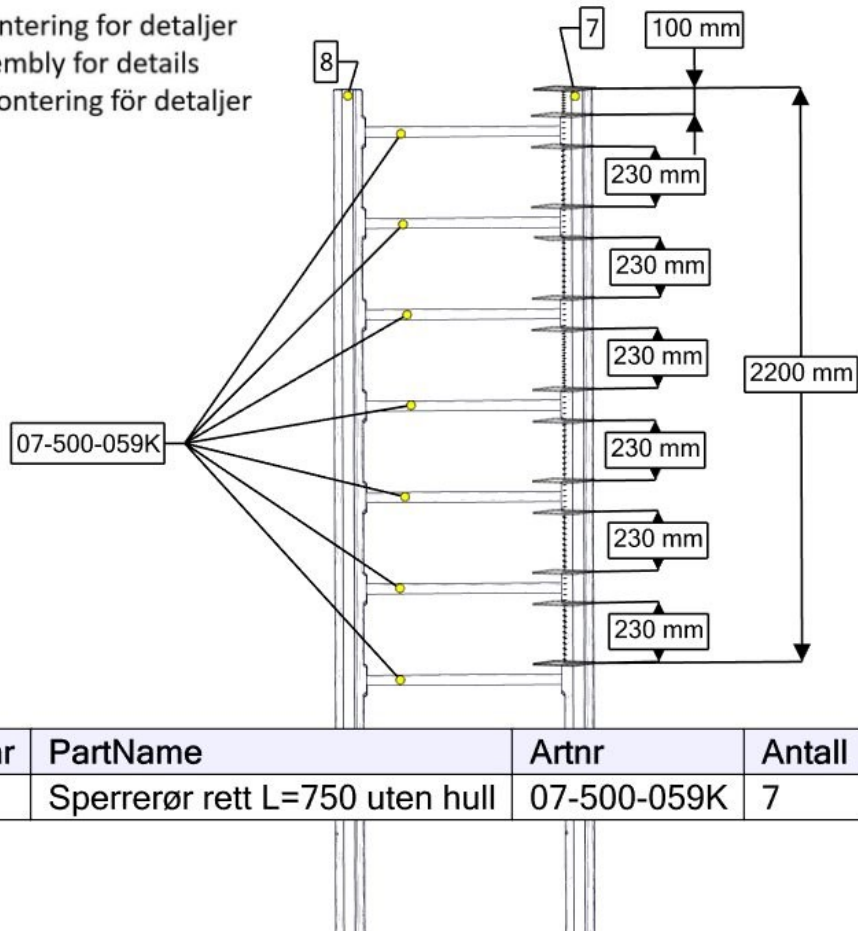 ntering for detaljer
embly for details
ontering för detaljer
8
7
100 mm
230 mm
230 mm
230 mm
2200 mm
230 mm
07-500-059K
230 mm
230 mm
r PartName Artnr Antall
Sperrerør rett L=750 uten hull 07-500-059K 7